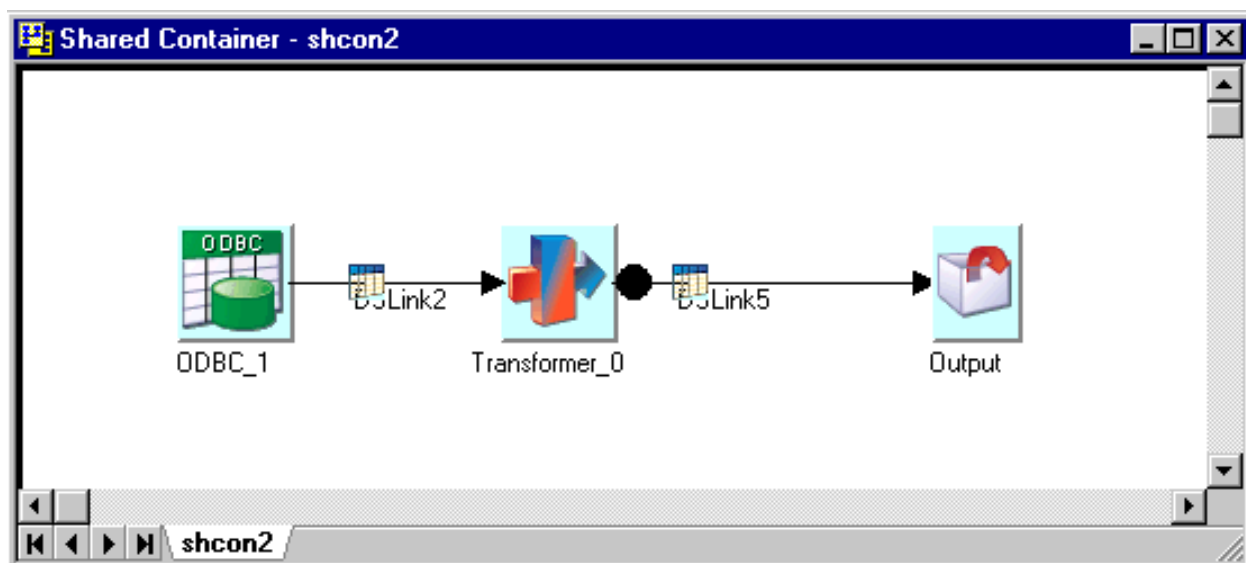 Shared Container - shcon2
ODBC
DSLink2
DSLink5
ODBC_1
Transformer_0
Output
shcon2